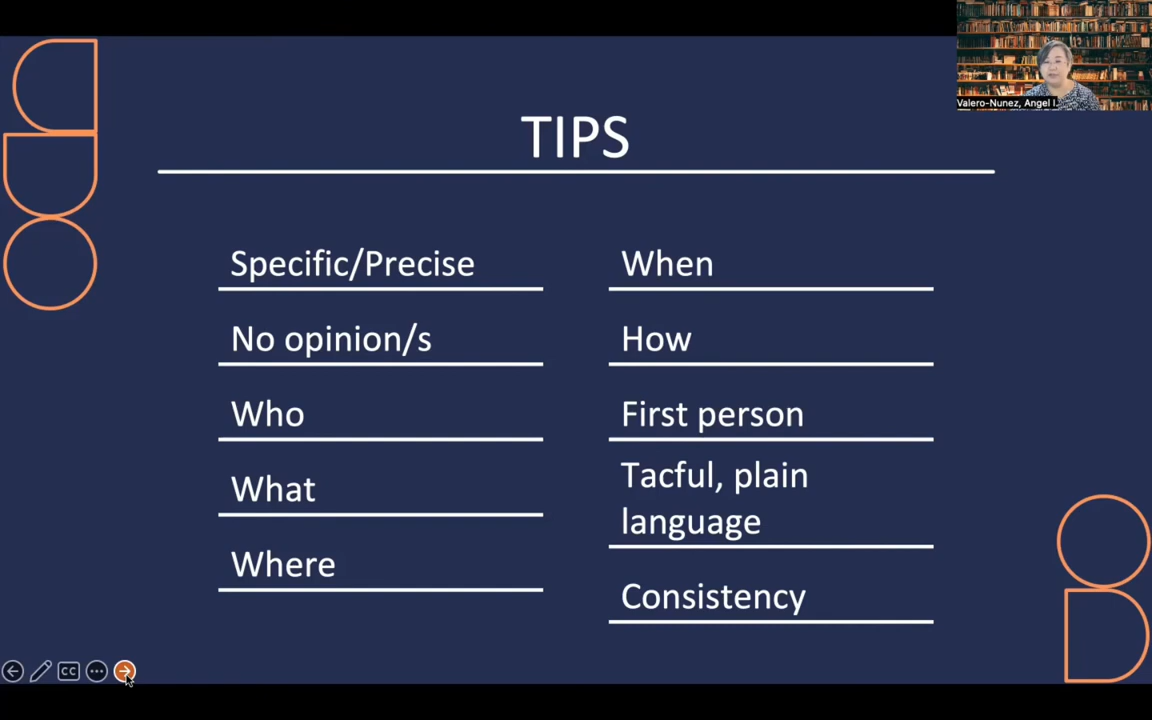 Valero-Nunez, Angel I.
TIPS
Specific/Precise
No opinion/s
Who
What
Where
When
How
First person
Tacful, plain
language
Consistency
CC